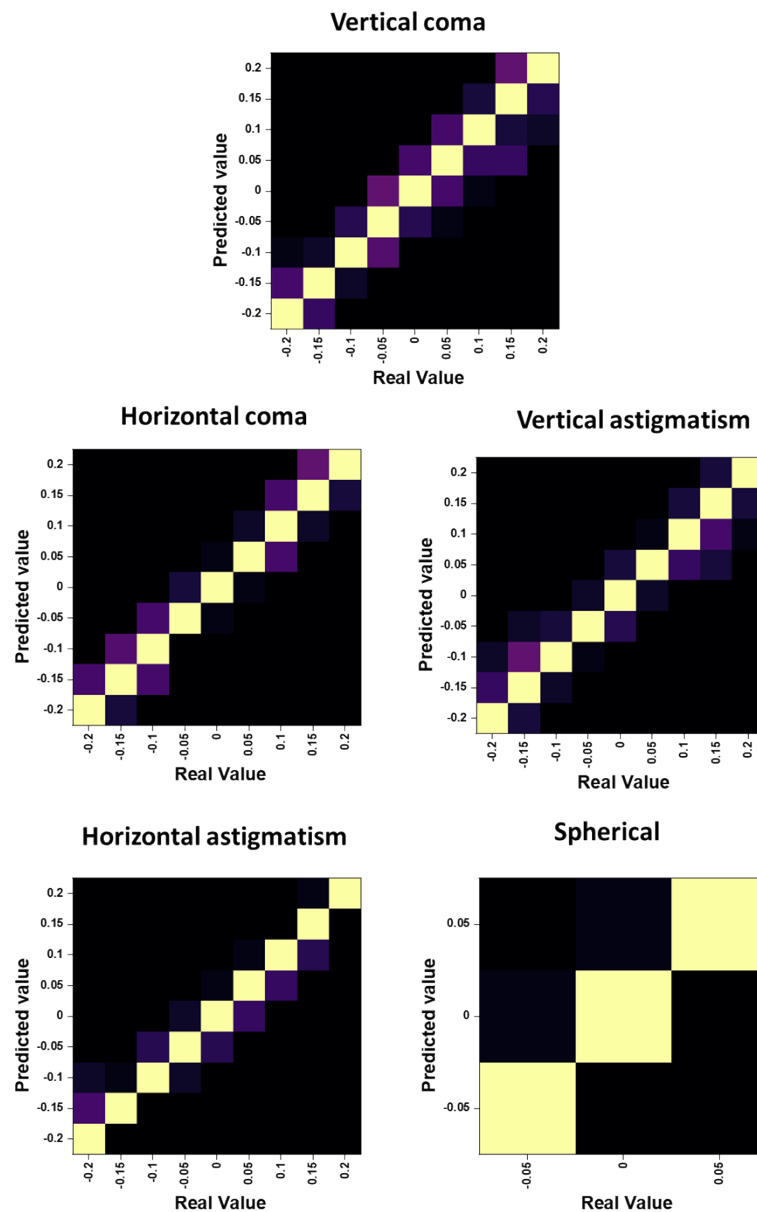 Vertical coma
Predicted value
0.2
0.15
0.1
0.05
0
-0.05
-0.1
-0.15
-0.2
-0.2 -0.15 -0.1 -0.05 0 0.05 0.1 0.15 0.2
Real Value
Horizontal coma
Predicted value
0.2
0.15
0.1
0.05
0
-0.05
-0.1
-0.15
-0.2
-0.2 -0.15 -0.1 -0.05 0 0.05 0.1 0.15 0.2
Real Value
Vertical astigmatism
Predicted value
0.2
0.15
0.1
0.05
0
-0.05
-0.1
-0.15
-0.2
-0.2 -0.15 -0.1 -0.05 0 0.05 0.1 0.15 0.2
Real Value
Horizontal astigmatism
Predicted value
0.2
0.15
0.1
0.05
0
-0.05
-0.1
-0.15
-0.2
-0.2 -0.15 -0.1 -0.05 0 0.05 0.1 0.15 0.2
Real Value
Spherical
Predicted value
0.05
0
-0.05
-0.05 0 0.05
Real Value